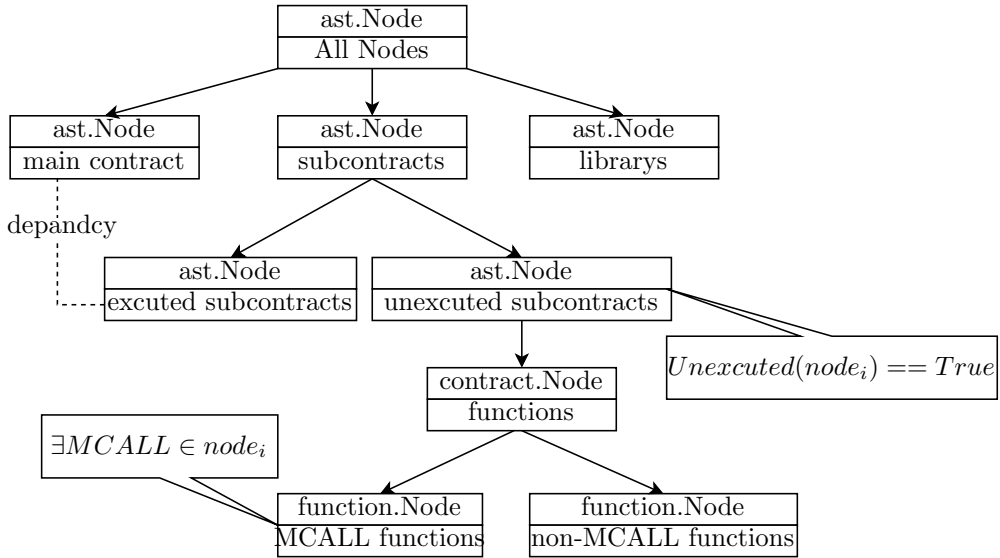 ast.Node
All Nodes
ast.Node
main contract
ast.Node
subcontracts
ast.Node
librarys
depandcy
ast.Node
excuted subcontracts
ast.Node
unexcuted subcontracts
Unexcuted(node_i) == True
contract.Node
functions
∃MCALL ∈ node_i
function.Node
MCALL functions
function.Node
non-MCALL functions